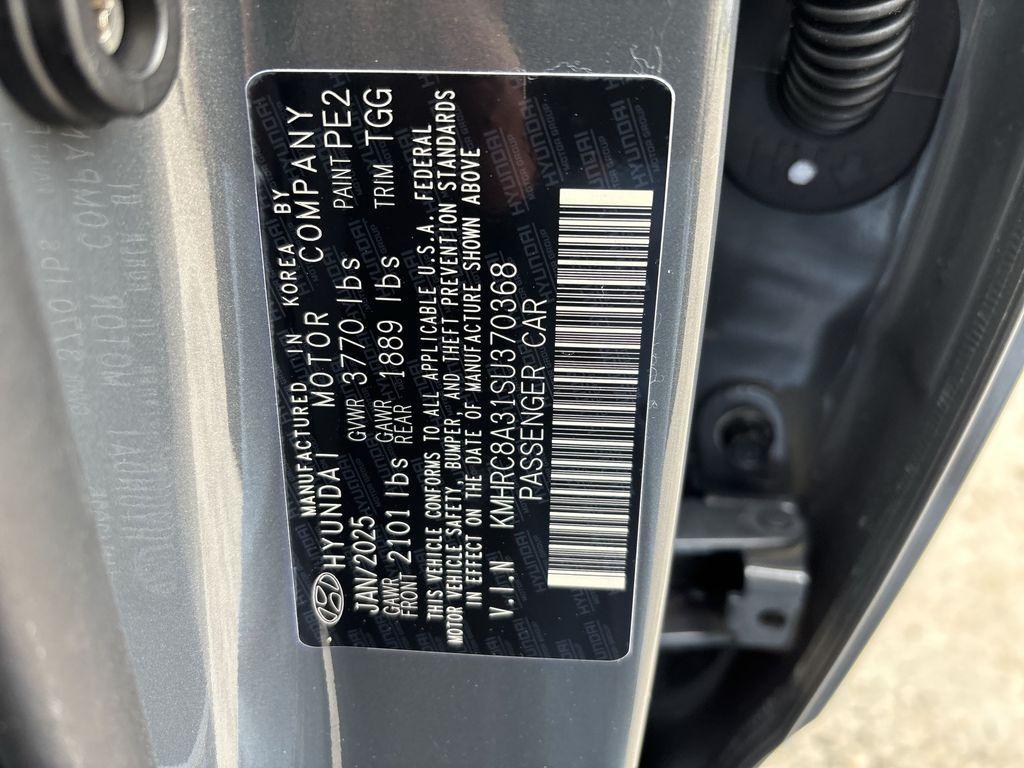 MANUFACTURED IN KOREA BY
HYUNDAI MOTOR COMPANY
JAN/2025 GVWR 3770 lbs PAINT PE2
GAWR FRONT 2101 lbs GAWR REAR 1889 lbs TRIM TGG
THIS VEHICLE CONFORMS TO ALL APPLICABLE U.S.A. FEDERAL
MOTOR VEHICLE SAFETY, BUMPER, AND THEFT PREVENTION STANDARDS
IN EFFECT ON THE DATE OF MANUFACTURE SHOWN ABOVE
V.I.N KMHRC8A31SU370368
PASSENGER CAR